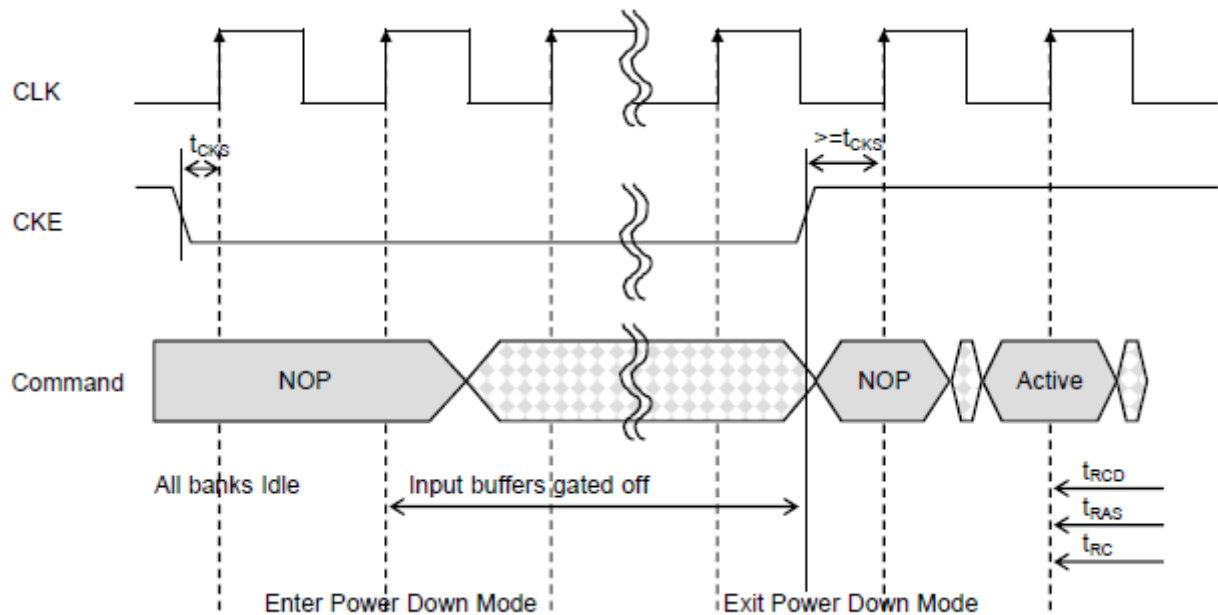 CLK
tCKS
>=tCKS
CKE
Command
NOP
NOP
Active
All banks Idle
Input buffers gated off
tRCD
tRAS
tRC
Enter Power Down Mode
Exit Power Down Mode